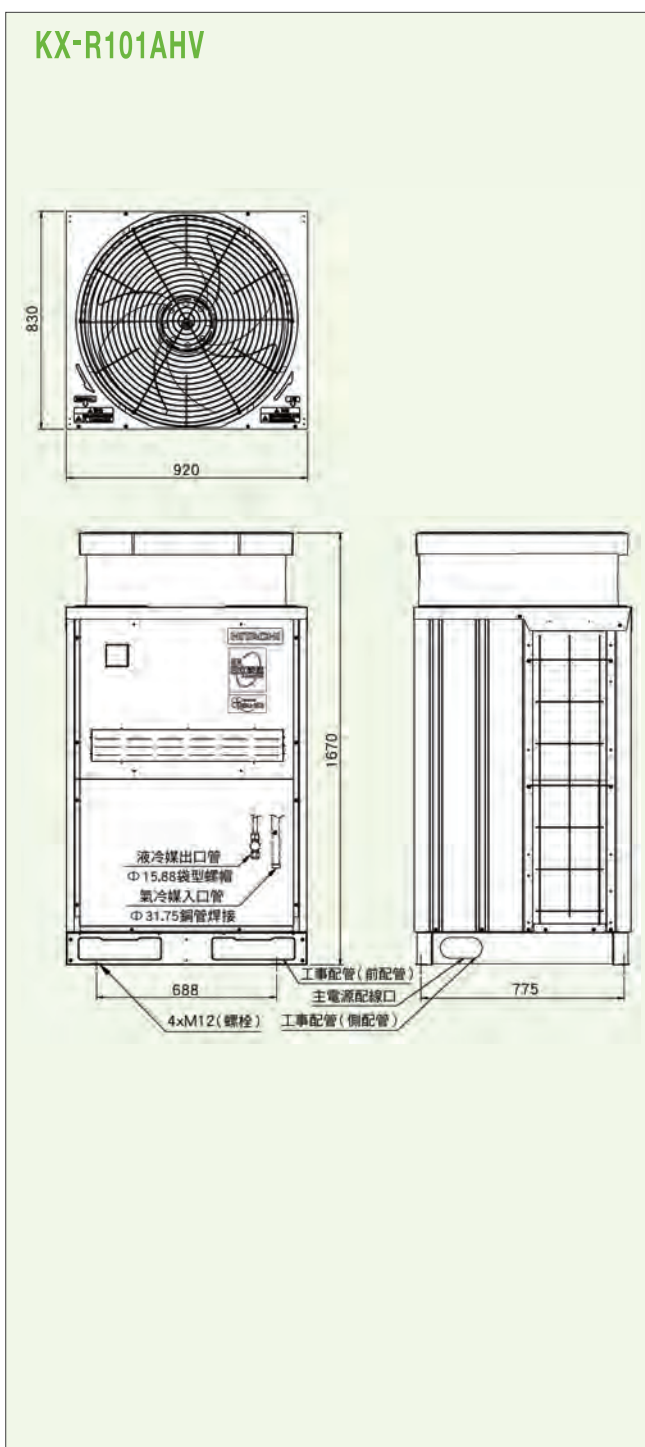 KX-R101AHV
830
920
HITACHI
1670
液冷媒出口管
Φ15.88袋型螺帽
氣冷媒入口管
Φ31.75銅管焊接
工事配管(前配管)
688
主電源配線口
775
4xM12(螺栓)
工事配管(側配管)